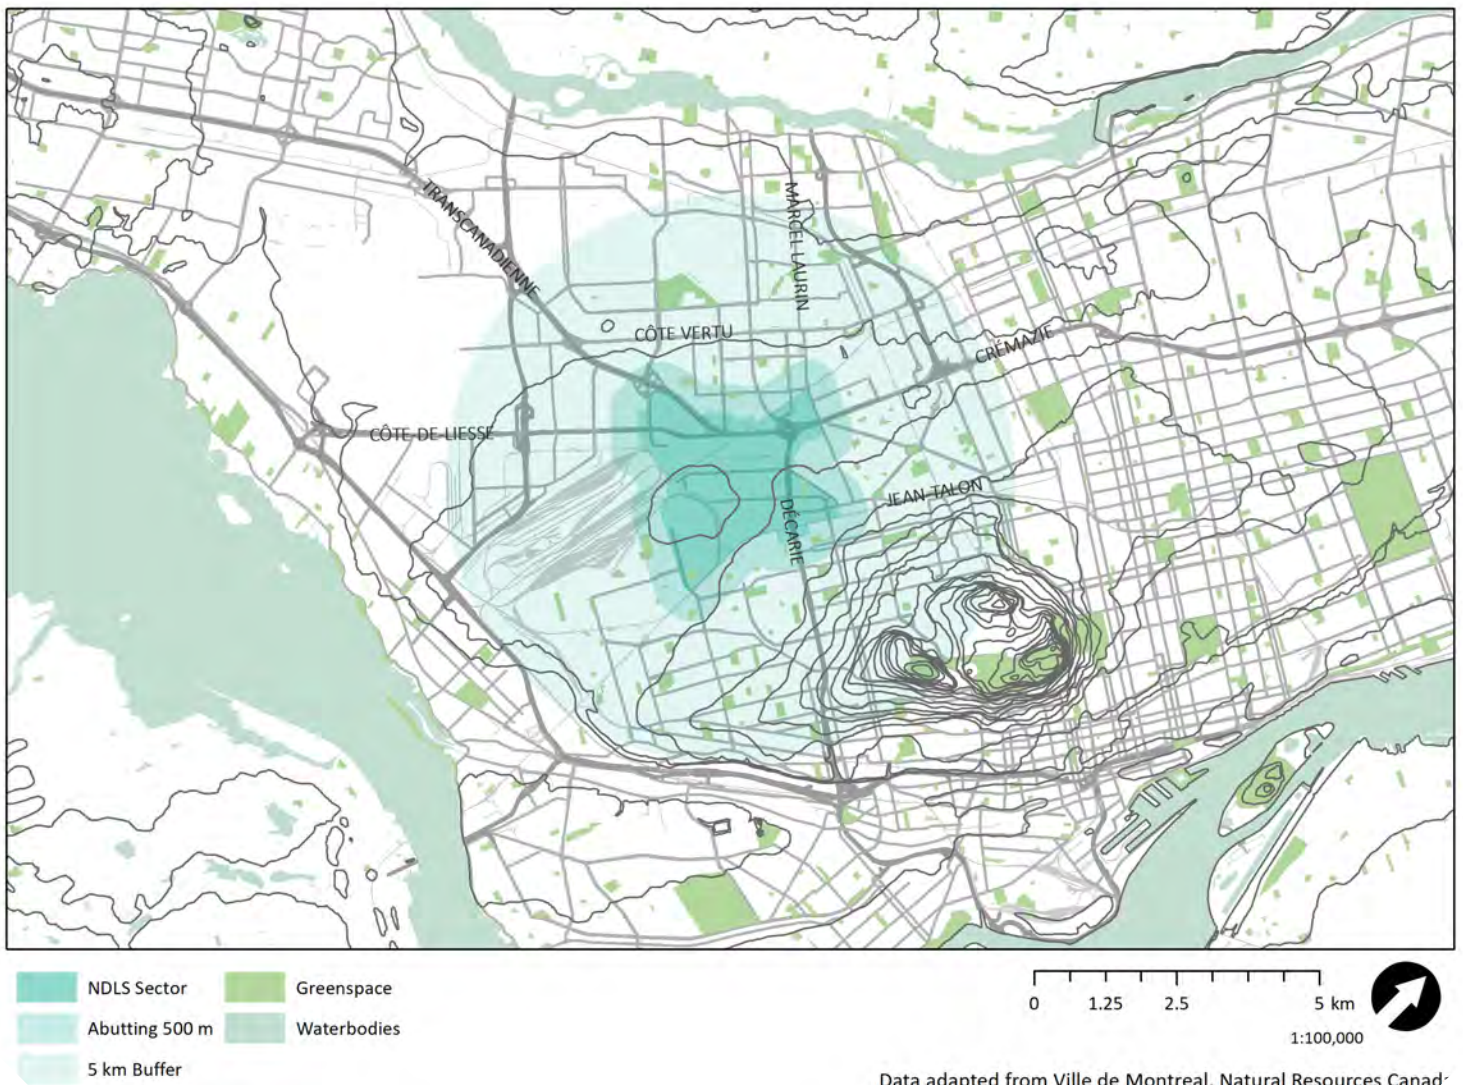 TRANSCANADIENNE
MARCEL-LAURIN
CÔTE VERTU
CRÉMAZIE
CÔTE-DE-LIESSE
JEAN-TALON
DÉCARIE
NDLS Sector
Greenspace
Abutting 500 m
Waterbodies
5 km Buffer
0 1.25 2.5 5 km
1:100,000
Data adapted from Ville de Montreal, Natural Resources